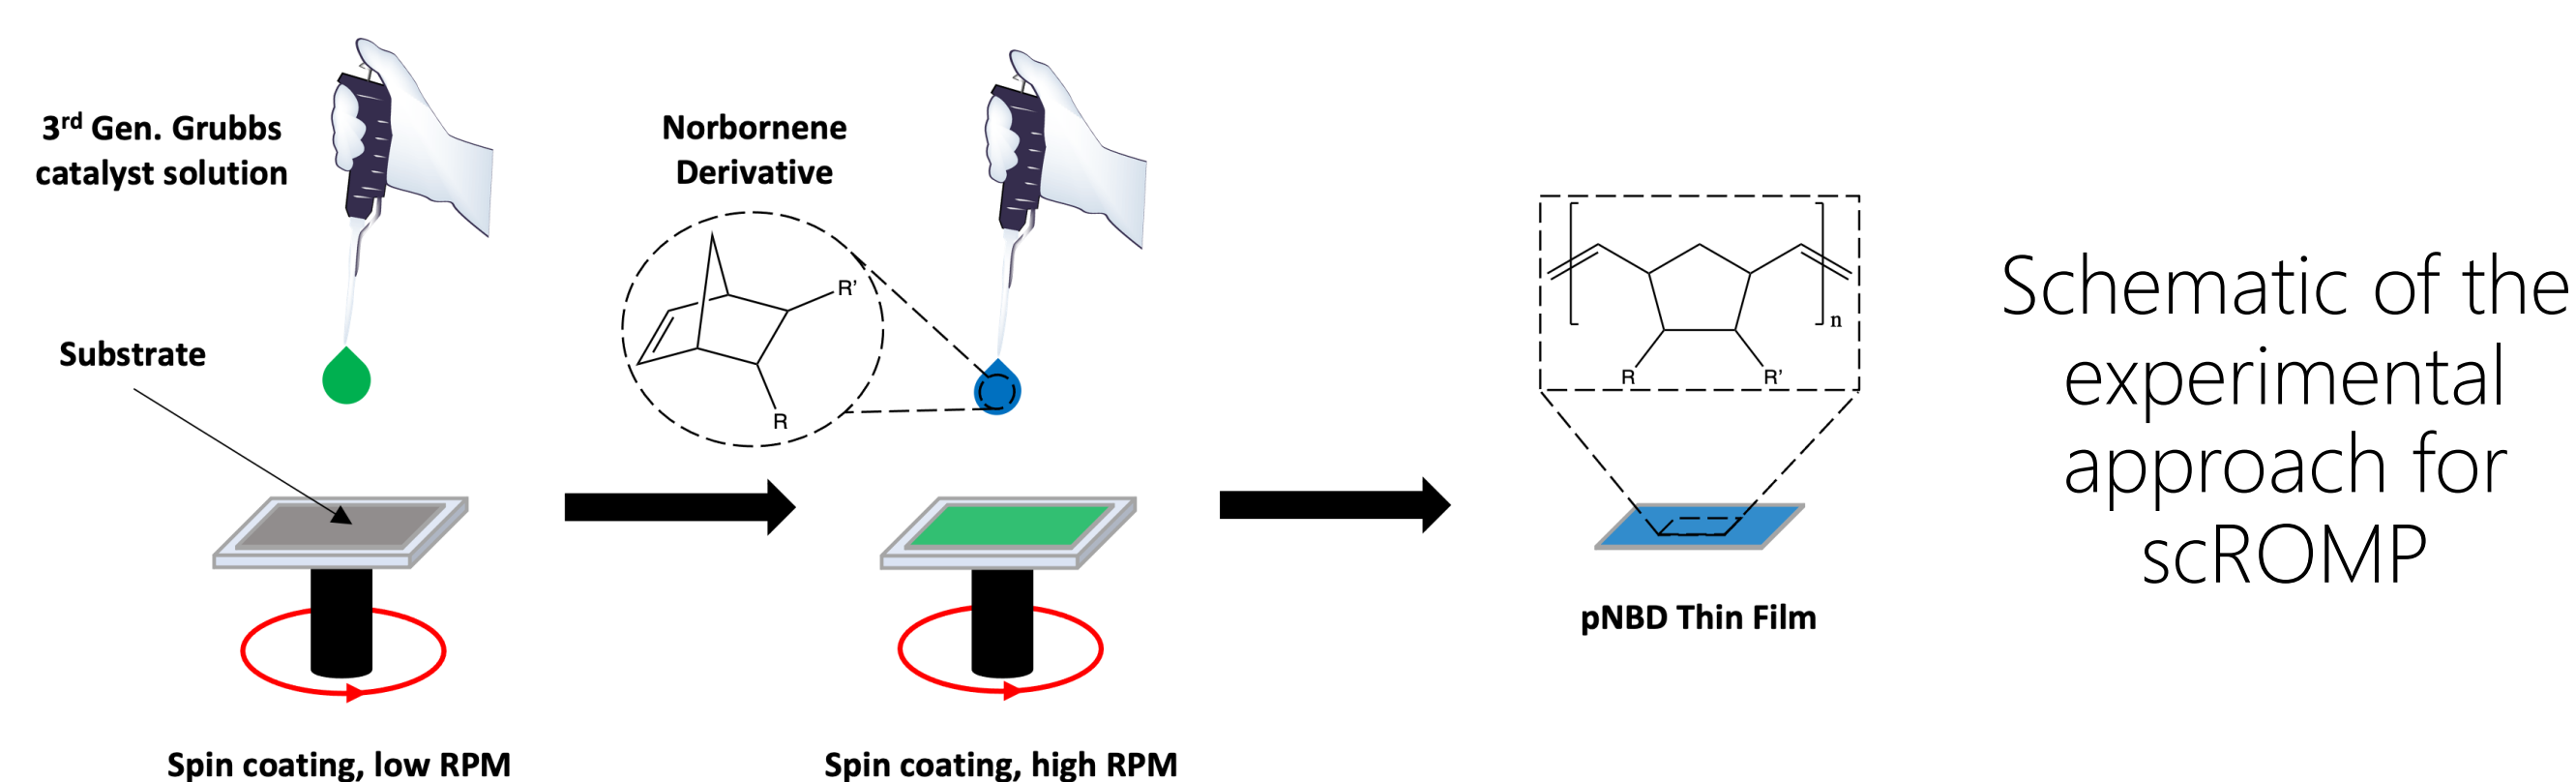 3rd Gen. Grubbs
catalyst solution
Substrate
Spin coating, low RPM
Norbornene
Derivative
R'
R
Spin coating, high RPM
n
R
R'
pNBD Thin Film
Schematic of the
experimental
approach for
scROMP